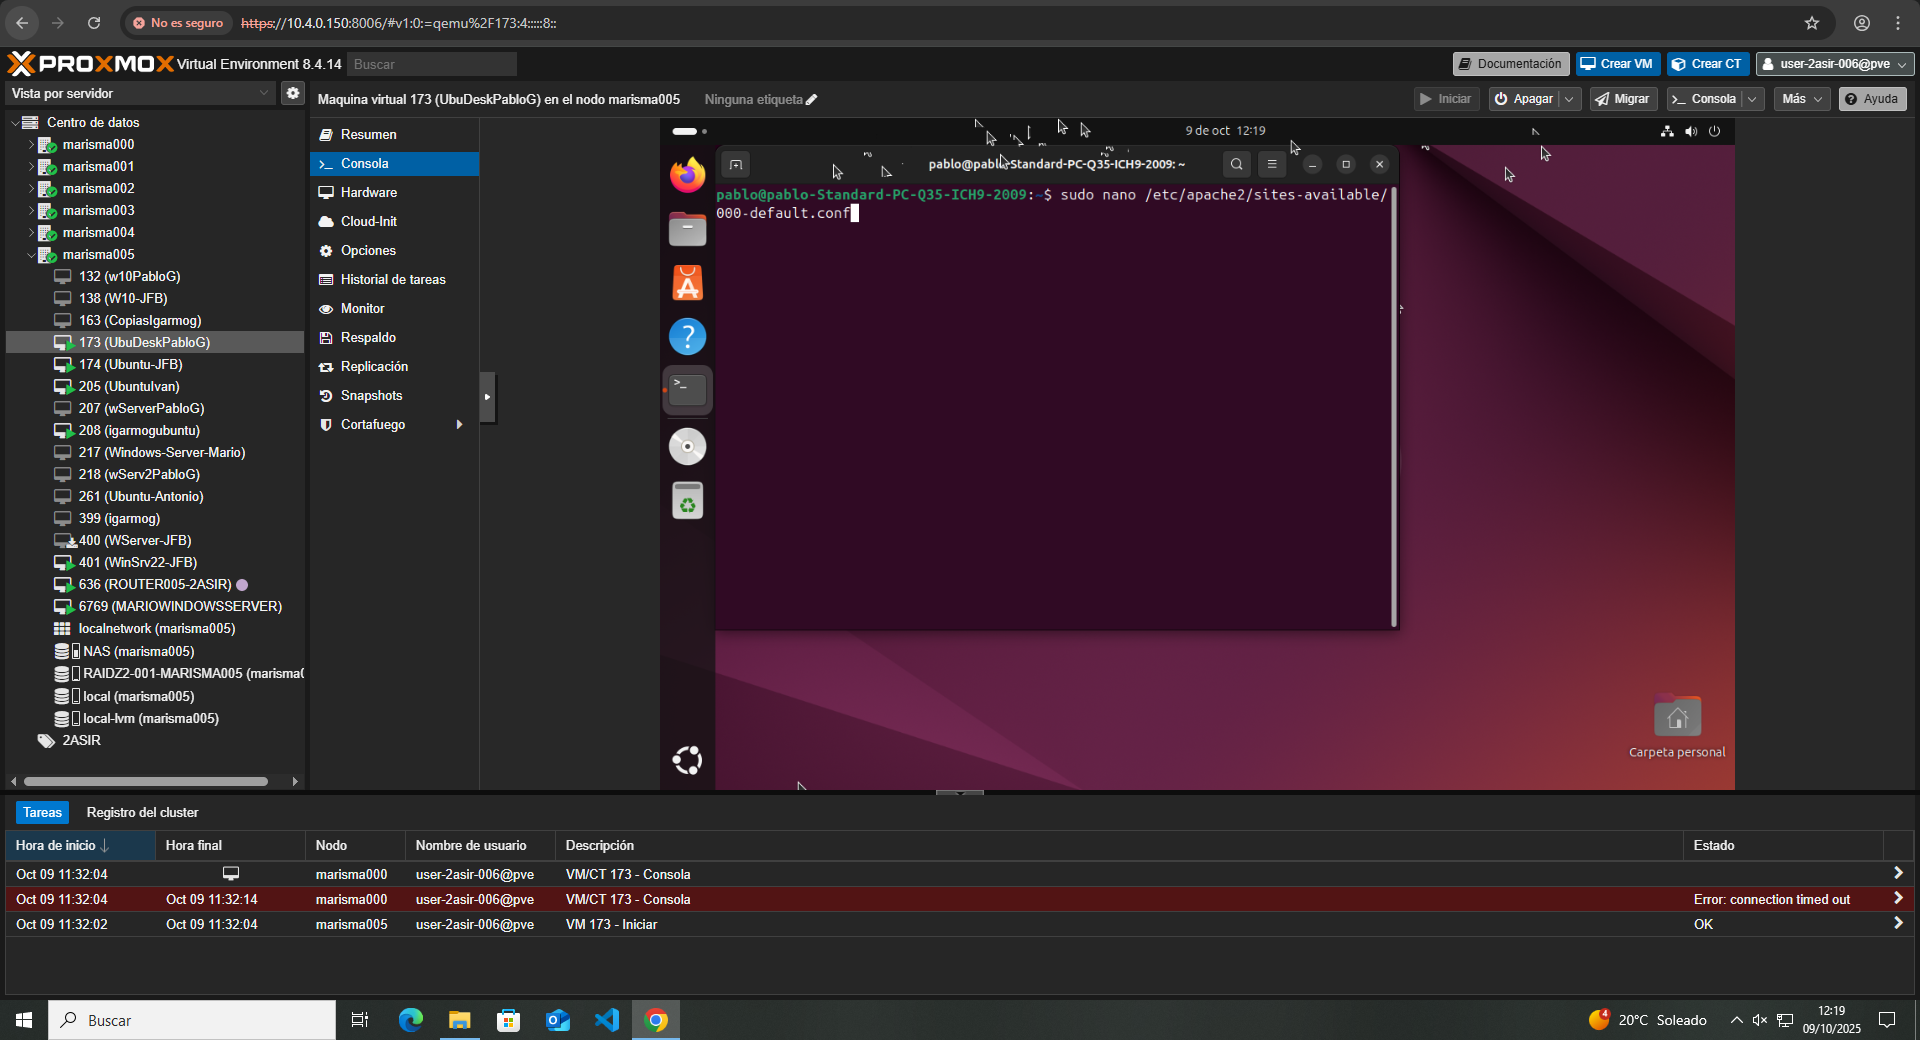 No es seguro https://10.4.0.150:8006/#v1:0:=qemu%2F173:4:::::8::
PROXMOX Virtual Environment 8.4.14 Buscar
Documentación Crear VM Crear CT user-2asir-006@pve
Vista por servidor
Maquina virtual 173 (UbuDeskPabloG) en el nodo marisma005 Ninguna etiqueta
Iniciar Apagar Migrar Consola Más Ayuda
Centro de datos
marisma000
marisma001
marisma002
marisma003
marisma004
marisma005
132 (w10PabloG)
138 (W10-JFB)
163 (CopiasIgarmog)
173 (UbuDeskPabloG)
174 (Ubuntu-JFB)
205 (UbuntuIvan)
207 (wServerPabloG)
208 (igarmogubuntu)
217 (Windows-Server-Mario)
218 (wServ2PabloG)
261 (Ubuntu-Antonio)
399 (igarmog)
400 (WServer-JFB)
401 (WinSrv22-JFB)
636 (ROUTER005-2ASIR)
6769 (MARIOWINDOWSSERVER)
localnetwork (marisma005)
NAS (marisma005)
RAIDZ2-001-MARISMA005 (marisma0
local (marisma005)
local-lvm (marisma005)
2ASIR
Resumen
Consola
Hardware
Cloud-Init
Opciones
Historial de tareas
Monitor
Respaldo
Replicación
Snapshots
Cortafuego
9 de oct 12:19
pablo@pablo-Standard-PC-Q35-ICH9-2009: ~
pablo@pablo-Standard-PC-Q35-ICH9-2009:~$ sudo nano /etc/apache2/sites-available/
000-default.conf
Carpeta personal
Tareas Registro del cluster
Hora de inicio Hora final Nodo Nombre de usuario Descripción Estado
Oct 09 11:32:04 marisma000 user-2asir-006@pve VM/CT 173 - Consola
Oct 09 11:32:04 Oct 09 11:32:14 marisma000 user-2asir-006@pve VM/CT 173 - Consola Error: connection timed out
Oct 09 11:32:02 Oct 09 11:32:04 marisma005 user-2asir-006@pve VM 173 - Iniciar OK
Buscar
4 20°C Soleado
12:19
09/10/2025